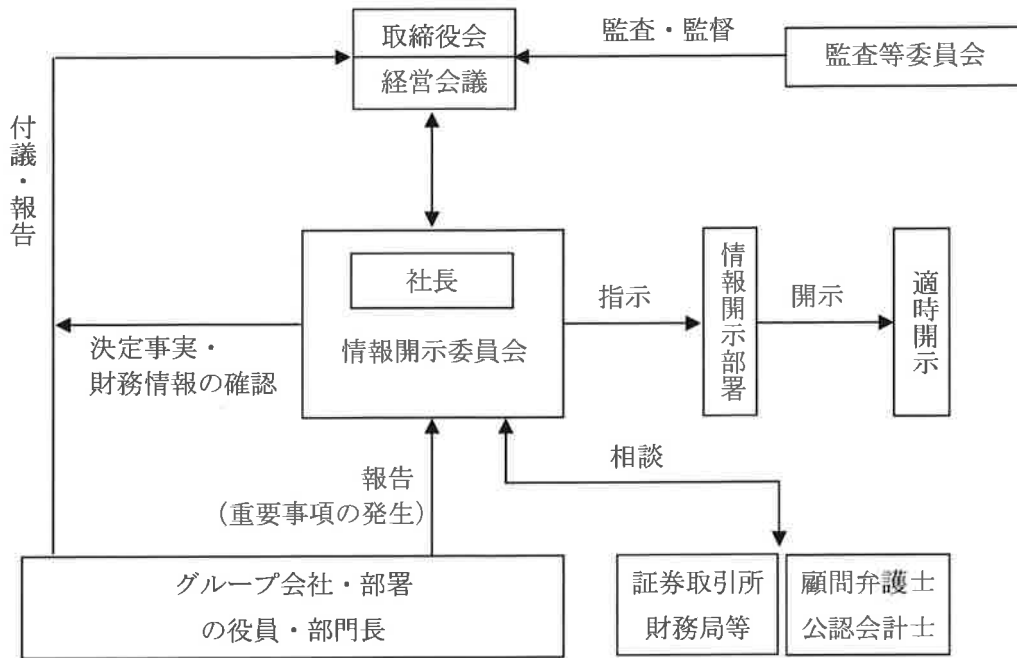 取締役会
経営会議
監査・監督
監査等委員会
付議・報告
社長
情報開示委員会
指示
情報開示部署
開示
適時開示
決定事実・
財務情報の確認
報告
（重要事項の発生）
相談
グループ会社・部署
の役員・部門長
証券取引所
財務局等
顧問弁護士
公認会計士